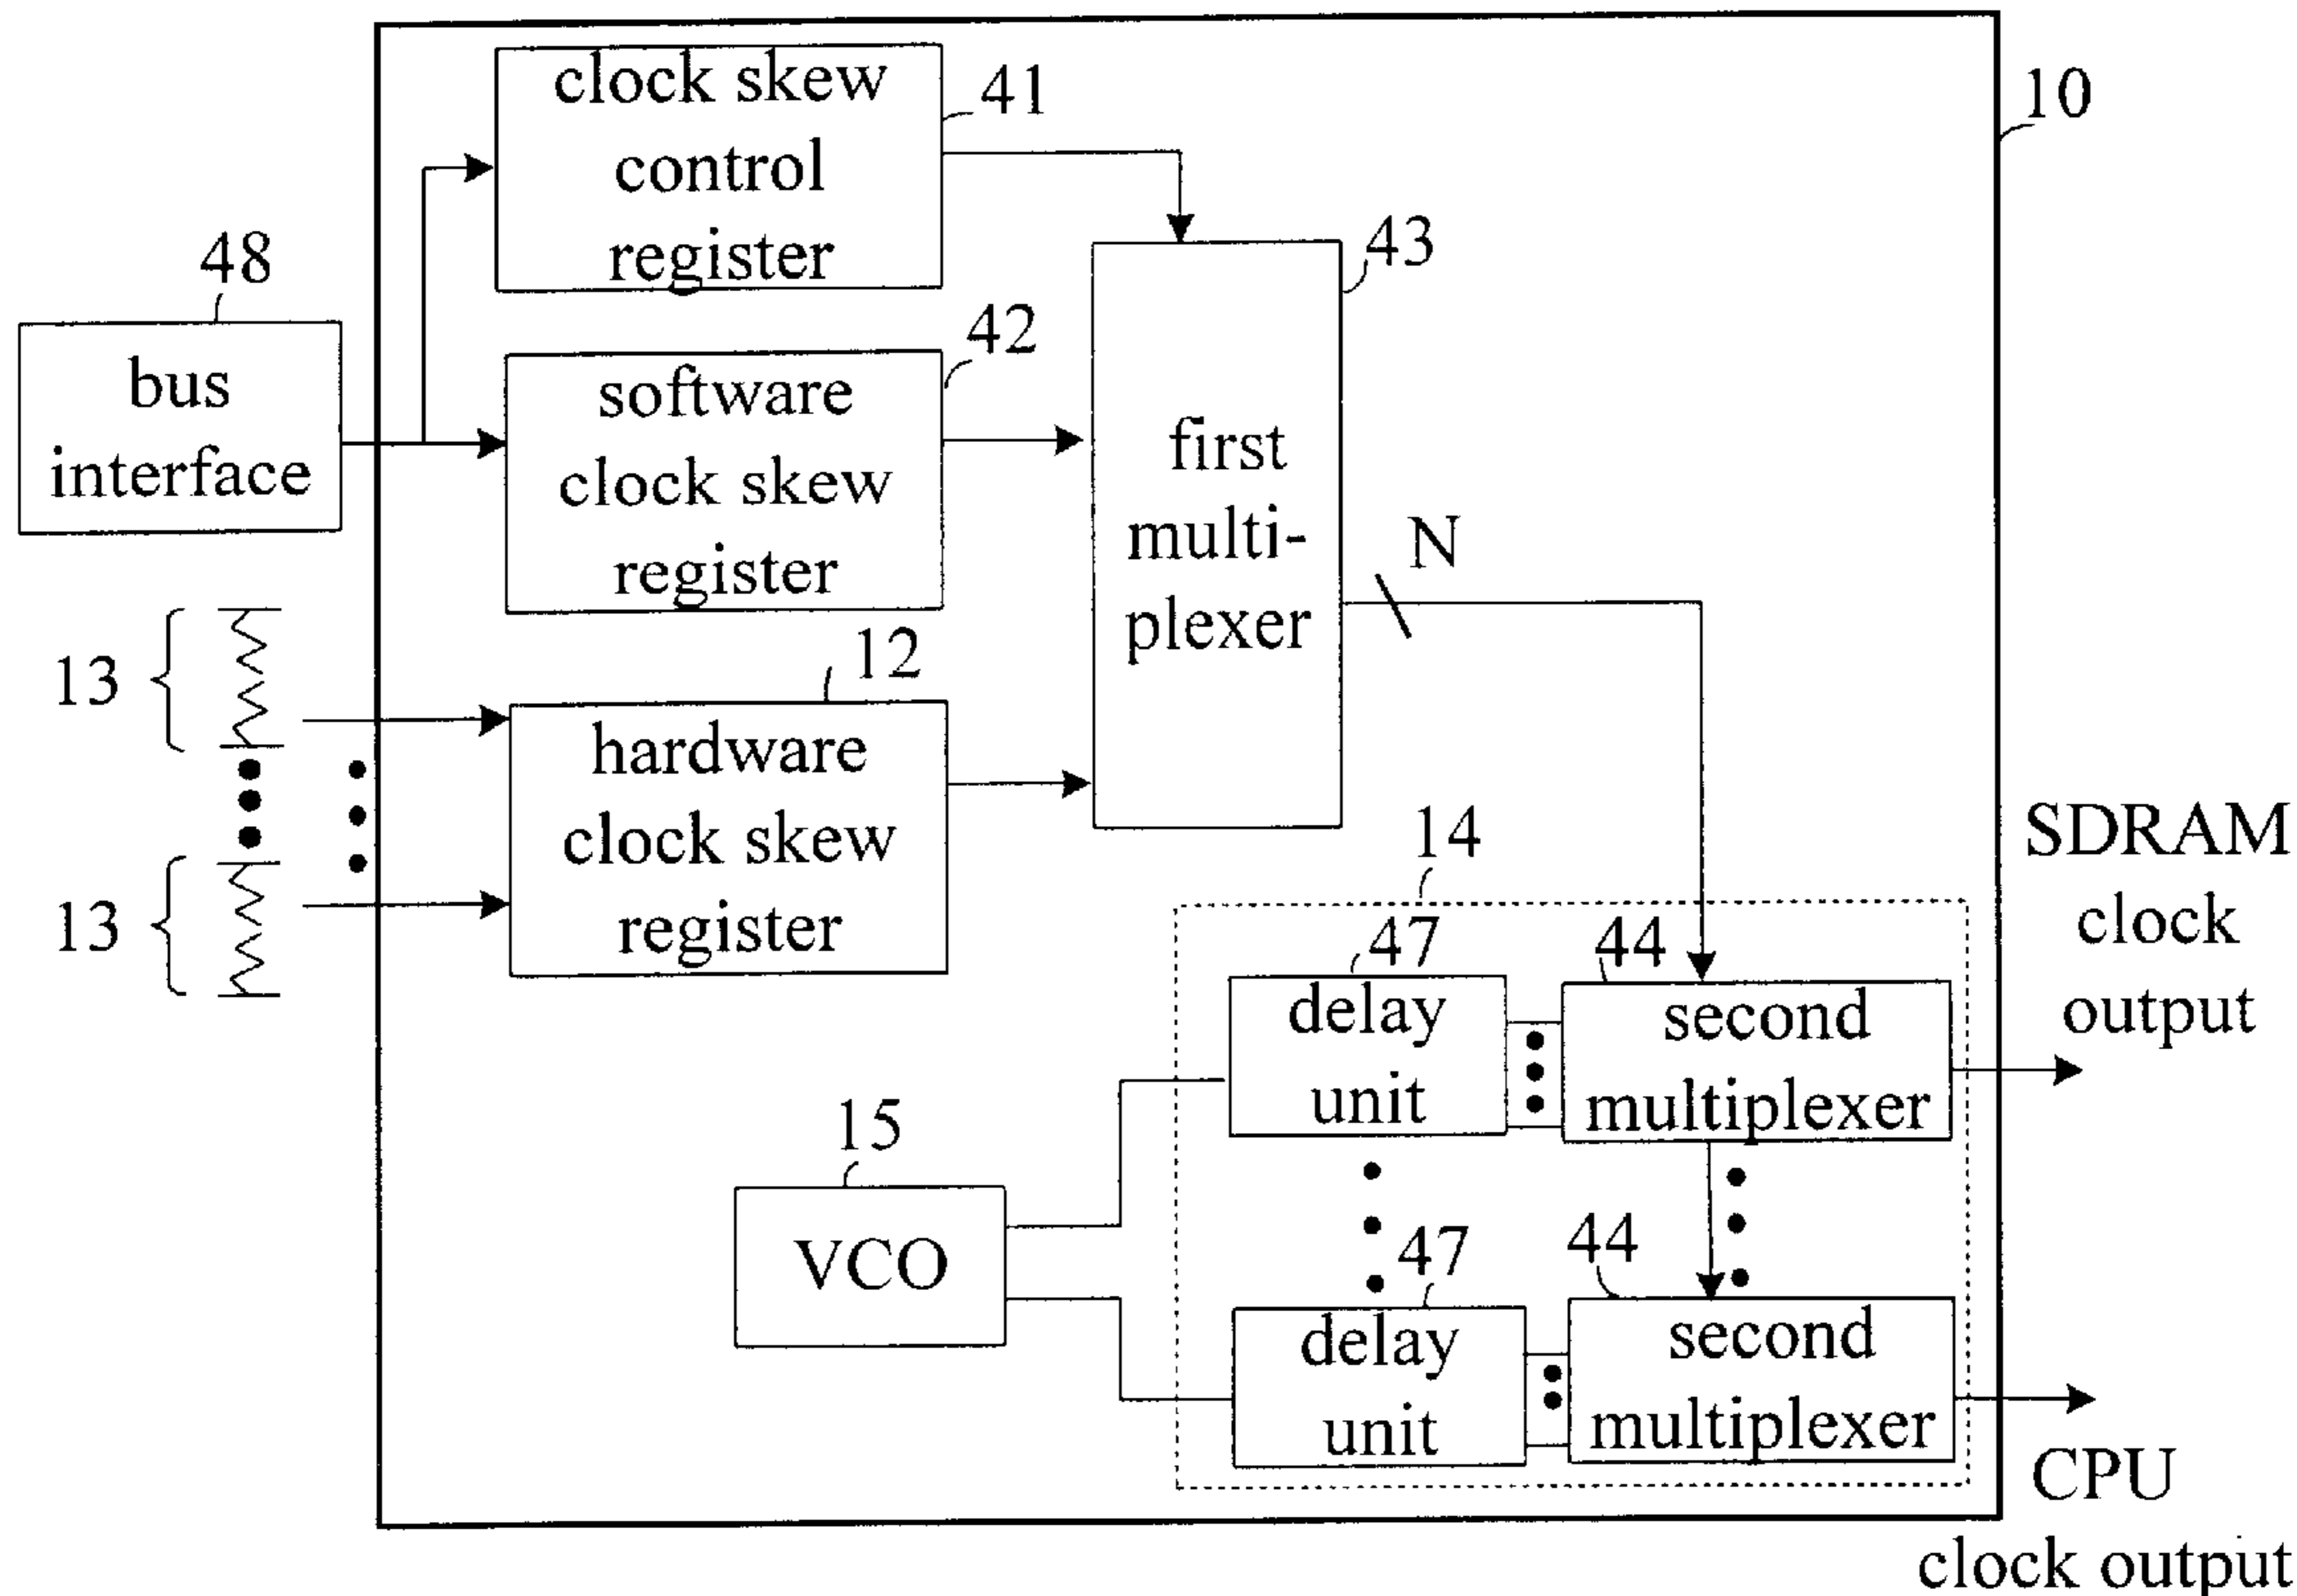 clock skew
control
register
41
10
48
bus
interface
42
software
clock skew
register
43
first
multi-
plexer
N
13
12
hardware
clock skew
register
13
14
SDRAM
clock
output
47
delay
unit
44
second
multiplexer
15
VCO
47
delay
unit
44
second
multiplexer
CPU
clock output